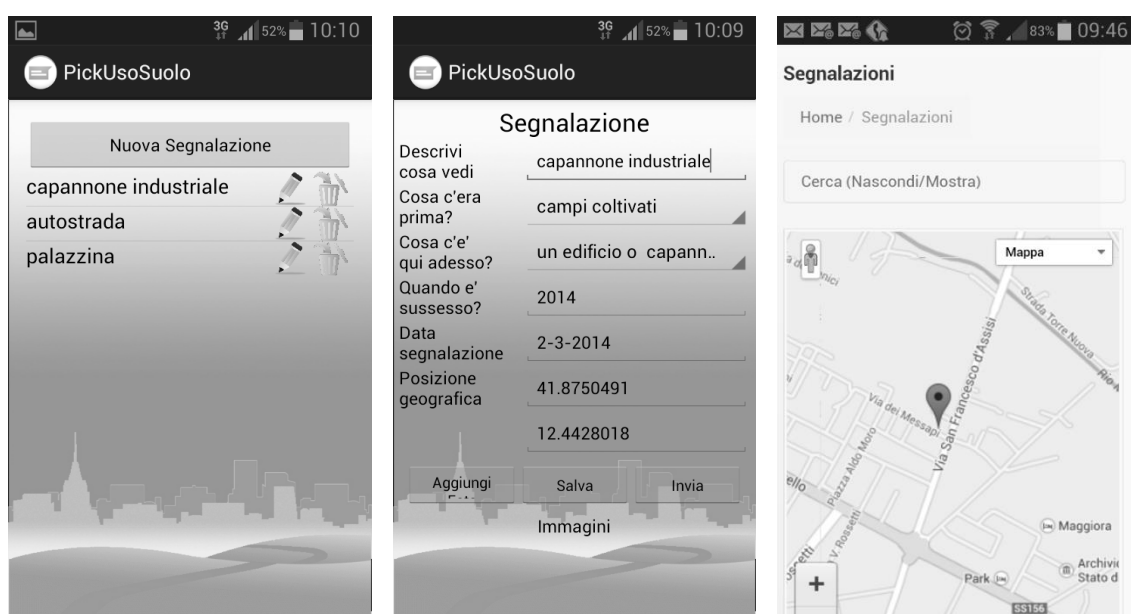 3G 52% 10:10
PickUsoSuolo
Nuova Segnalazione
capannone industriale
autostrada
palazzina
3G 52% 10:09
PickUsoSuolo
Segnalazione
Descrivi
cosa vedi
capannone industriale
Cosa c'era
prima?
campi coltivati
Cosa c'e'
qui adesso?
un edificio o capann..
Quando e'
sussesso?
2014
Data
segnalazione
2-3-2014
Posizione
geografica
41.8750491
12.4428018
Aggiungi
Salva
Invia
Immagini
83% 09:46
Segnalazioni
Home / Segnalazioni
Cerca (Nascondi/Mostra)
Mappa
Strada Torre Nuova
Via San Francesco d'Assisi
Via dei Messapi
Piazza Aldo Moro
V. Rossetti
Maggiora
Archivi
Stato d
Park
+
SS156